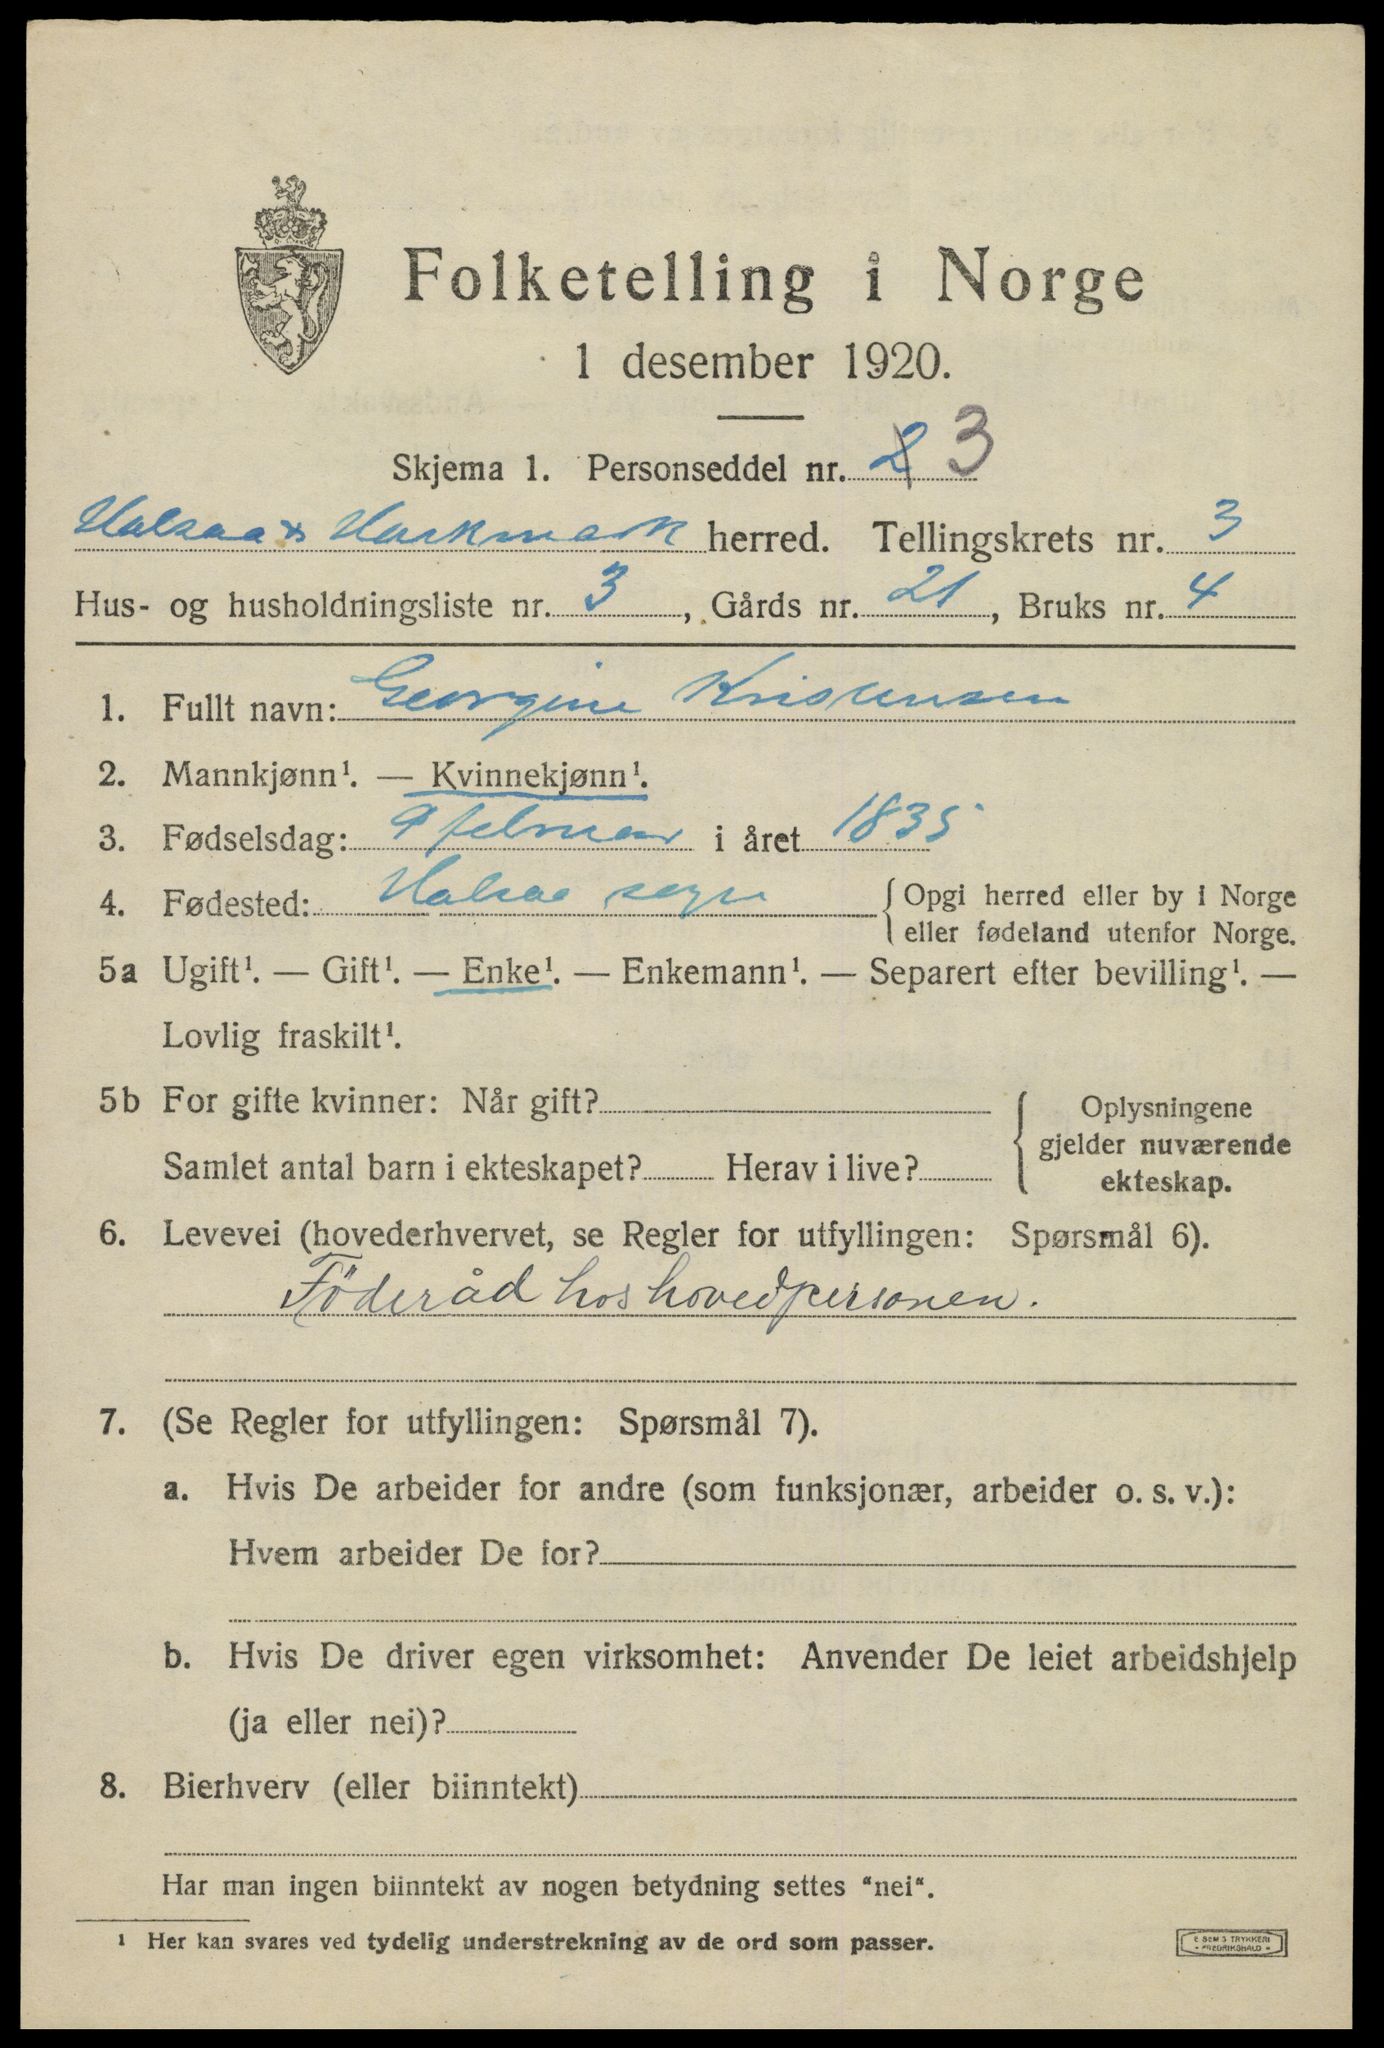 Folketelling i Norge
1 desember 1920.
Skjema 1. Personseddel nr. 2 3
Halsaa & Harkmark herred. Tellingskrets nr. 3
Hus- og husholdningsliste nr. 3, Gårds nr. 21, Bruks nr. 4
1. Fullt navn: Georgine Kristensen
2. Mannkjønn¹. — Kvinnekjønn¹.
3. Fødselsdag: 9 februar i året 1835
4. Fødested: Halsaa sogn { Opgi herred eller by i Norge
eller fødeland utenfor Norge.
5a Ugift¹. — Gift¹. — Enke¹. — Enkemann¹. — Separert efter bevilling¹. —
Lovlig fraskilt¹.
5b For gifte kvinner: Når gift?
Samlet antal barn i ekteskapet? Herav i live?
{ Oplysningene
gjelder nuværende
ekteskap.
6. Levevei (hovederhvervet, se Regler for utfyllingen: Spørsmål 6).
Föderåd hos hovedpersonen.
7. (Se Regler for utfyllingen: Spørsmål 7).
a. Hvis De arbeider for andre (som funksjonær, arbeider o. s. v.):
Hvem arbeider De for?
b. Hvis De driver egen virksomhet: Anvender De leiet arbeidshjelp
(ja eller nei)?
8. Bierhverv (eller biinntekt)
Har man ingen biinntekt av nogen betydning settes "nei".
¹ Her kan svares ved tydelig understrekning av de ord som passer.
E SEM'S TRYKKERI
FREDRIKSHALD